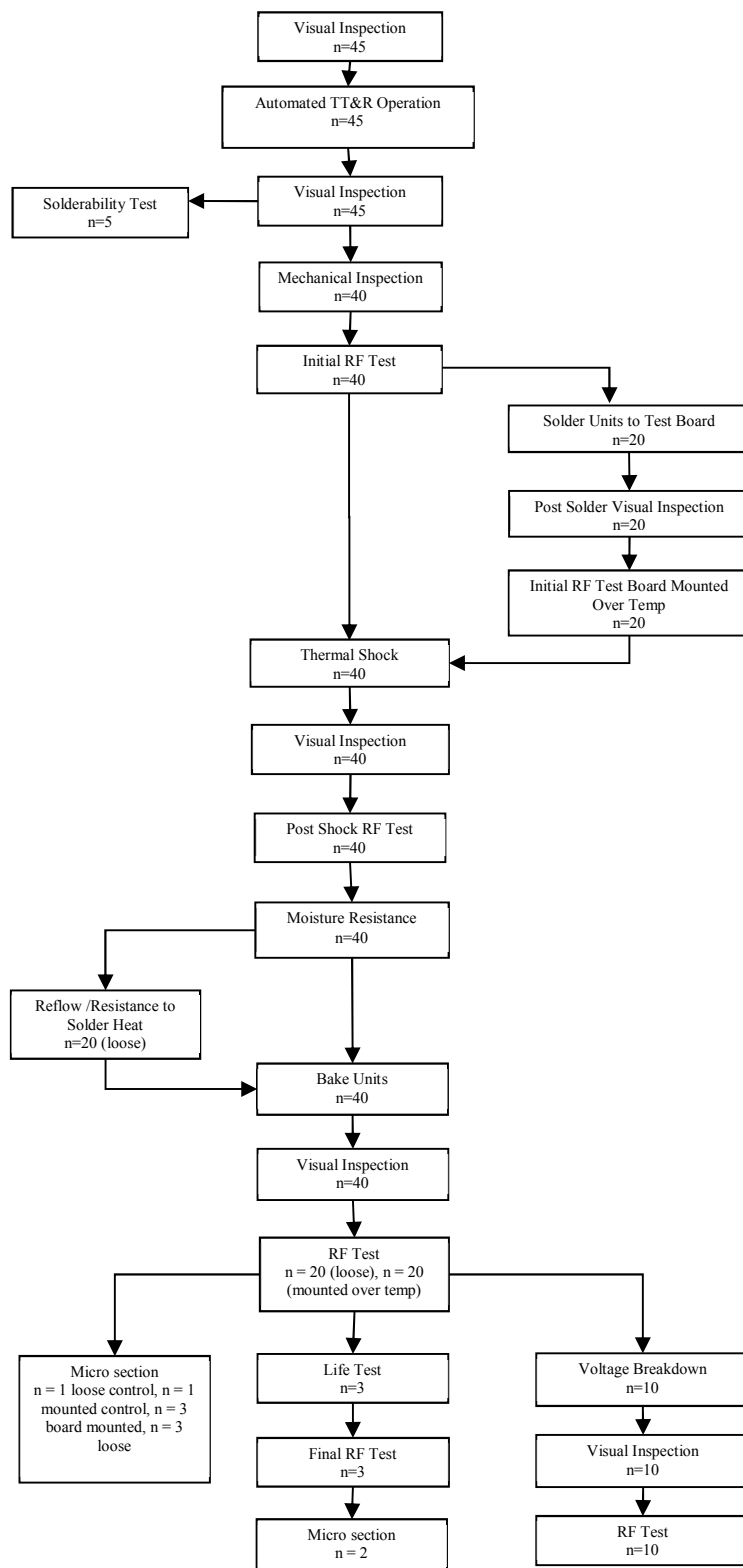 Visual Inspection
n=45
Automated TT&R Operation
n=45
Visual Inspection
n=45
Solderability Test
n=5
Mechanical Inspection
n=40
Initial RF Test
n=40
Solder Units to Test Board
n=20
Post Solder Visual Inspection
n=20
Initial RF Test Board Mounted
Over Temp
n=20
Thermal Shock
n=40
Visual Inspection
n=40
Post Shock RF Test
n=40
Moisture Resistance
n=40
Reflow /Resistance to
Solder Heat
n=20 (loose)
Bake Units
n=40
Visual Inspection
n=40
RF Test
n = 20 (loose), n = 20
(mounted over temp)
Micro section
n = 1 loose control, n = 1
mounted control, n = 3
board mounted, n = 3
loose
Life Test
n=3
Final RF Test
n=3
Micro section
n = 2
Voltage Breakdown
n=10
Visual Inspection
n=10
RF Test
n=10